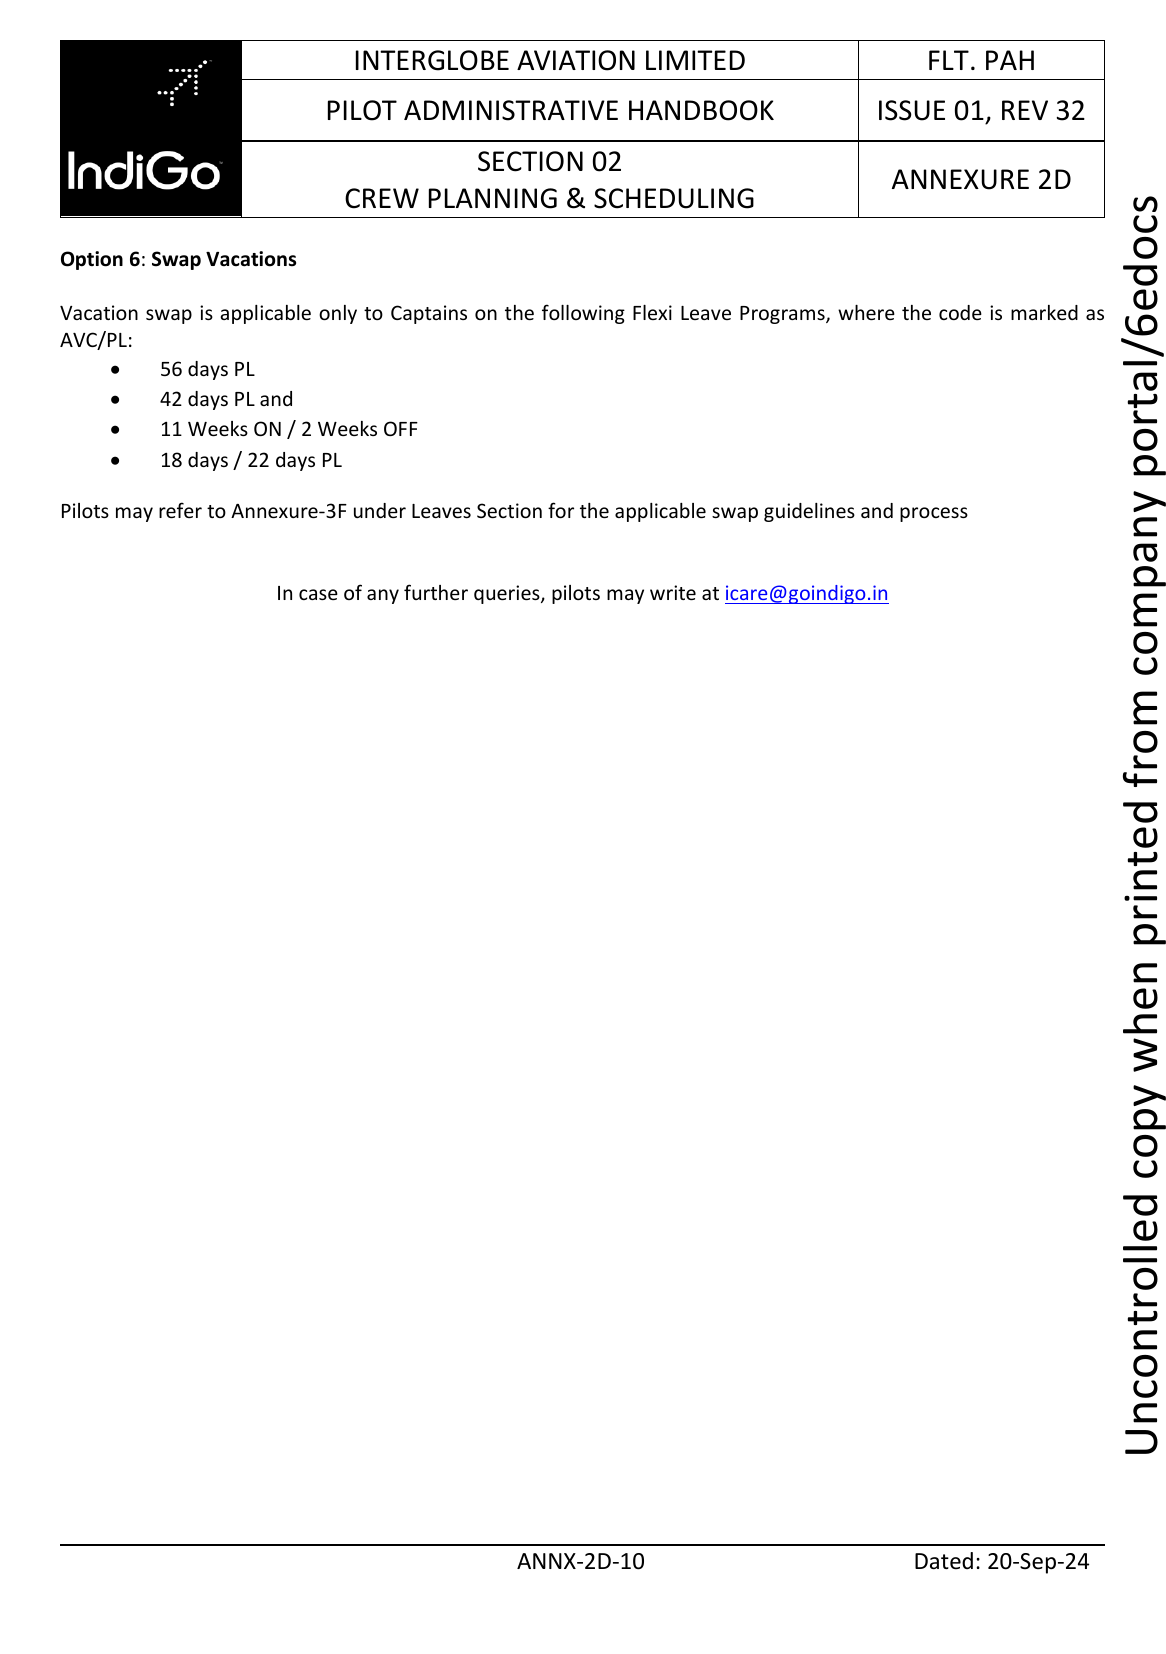 INTERGLOBE AVIATION LIMITED
FLT. PAH
PILOT ADMINISTRATIVE HANDBOOK
ISSUE 01, REV 32
IndiGo
SECTION 02
CREW PLANNING & SCHEDULING
ANNEXURE 2D
Option 6: Swap Vacations
Vacation swap is applicable only to Captains on the following Flexi Leave Programs, where the code is marked as
AVC/PL:
• 56 days PL
• 42 days PL and
• 11 Weeks ON / 2 Weeks OFF
• 18 days / 22 days PL
Pilots may refer to Annexure-3F under Leaves Section for the applicable swap guidelines and process
In case of any further queries, pilots may write at icare@goindigo.in
Uncontrolled copy when printed from company portal/6edocs
ANNX-2D-10
Dated: 20-Sep-24